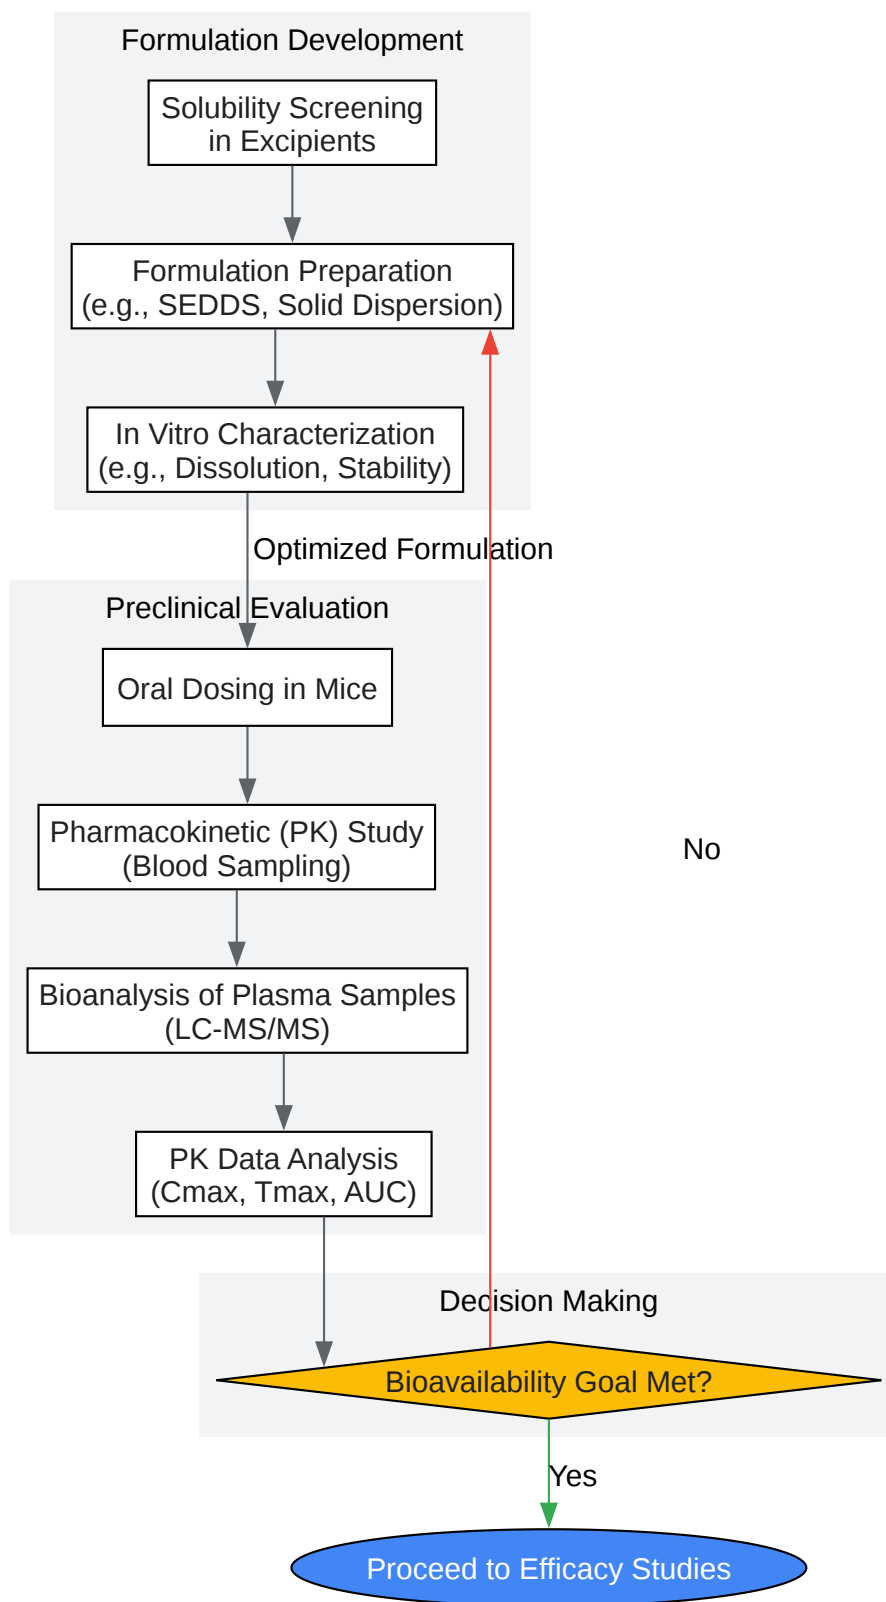 Formulation Development
Solubility Screening
in Excipients
Formulation Preparation
(e.g., SEDDS, Solid Dispersion)
In Vitro Characterization
(e.g., Dissolution, Stability)
Optimized Formulation
Preclinical Evaluation
Oral Dosing in Mice
Pharmacokinetic (PK) Study
(Blood Sampling)
No
Bioanalysis of Plasma Samples
(LC-MS/MS)
PK Data Analysis
(Cmax, Tmax, AUC)
Decision Making
Bioavailability Goal Met?
Yes
Proceed to Efficacy Studies